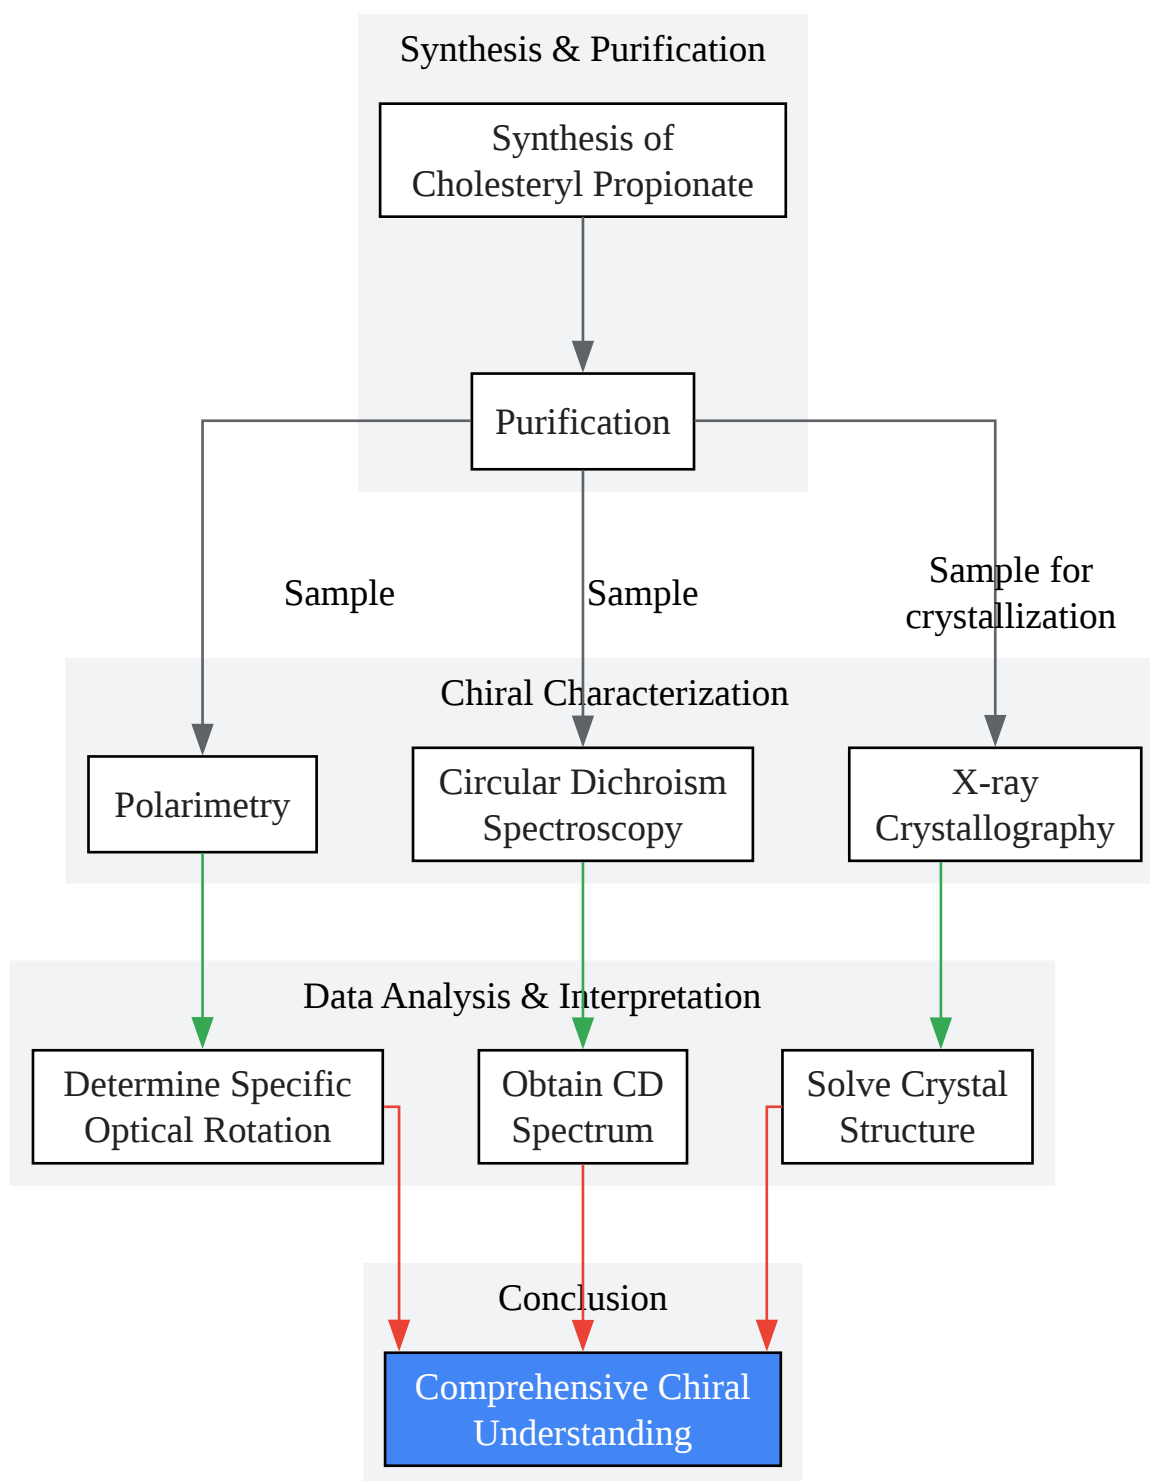 Synthesis & Purification
Synthesis of
Cholesteryl Propionate
Purification
Sample
Sample
Sample for
crystallization
Chiral Characterization
Polarimetry
Circular Dichroism
Spectroscopy
X-ray
Crystallography
Data Analysis & Interpretation
Determine Specific
Optical Rotation
Obtain CD
Spectrum
Solve Crystal
Structure
Conclusion
Comprehensive Chiral
Understanding